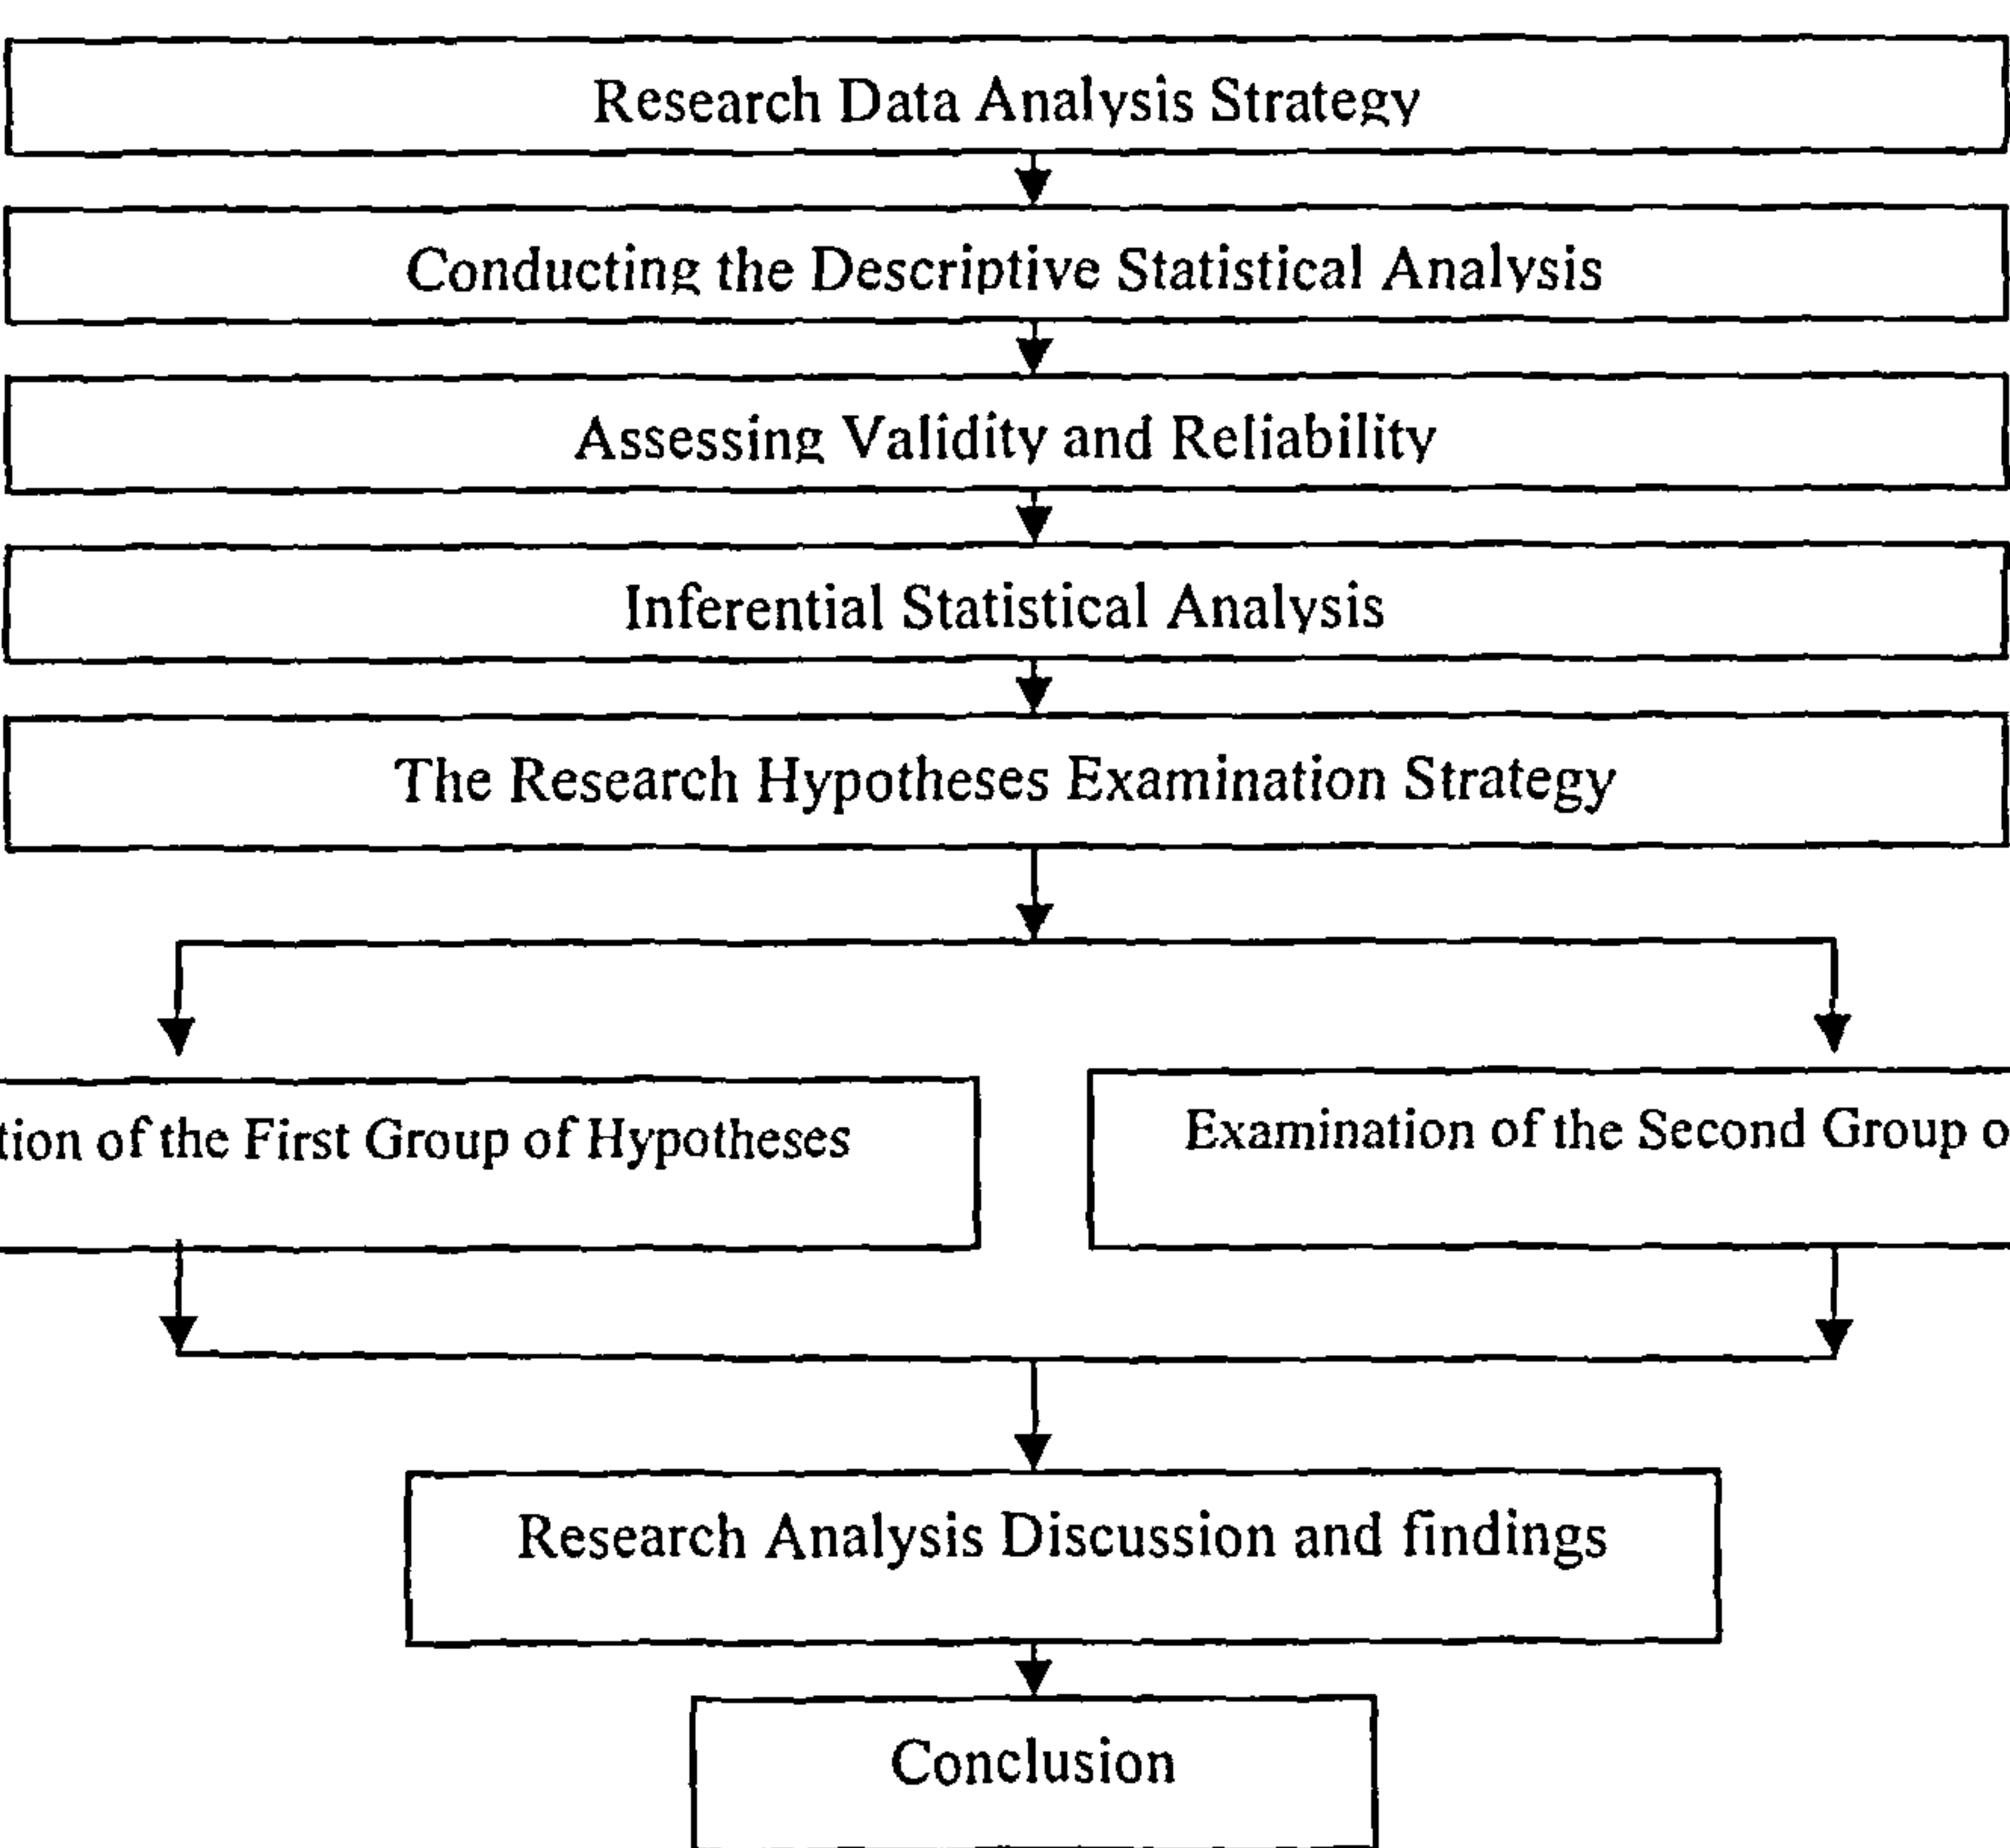 Research Data Analysis Strategy
Conducting the Descriptive Statistical Analysis
Assessing Validity and Reliability
Inferential Statistical Analysis
The Research Hypotheses Examination Strategy
tion of the First Group of Hypotheses
Examination of the Second Group o
Research Analysis Discussion and findings
Conclusion